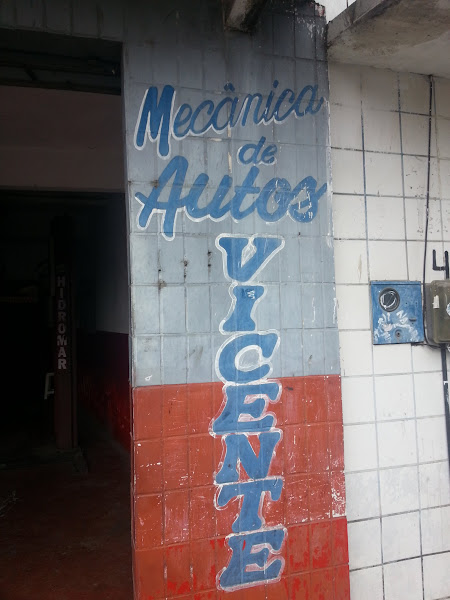 Mecânica
de
Autos
VICENTE
HIDROMAR